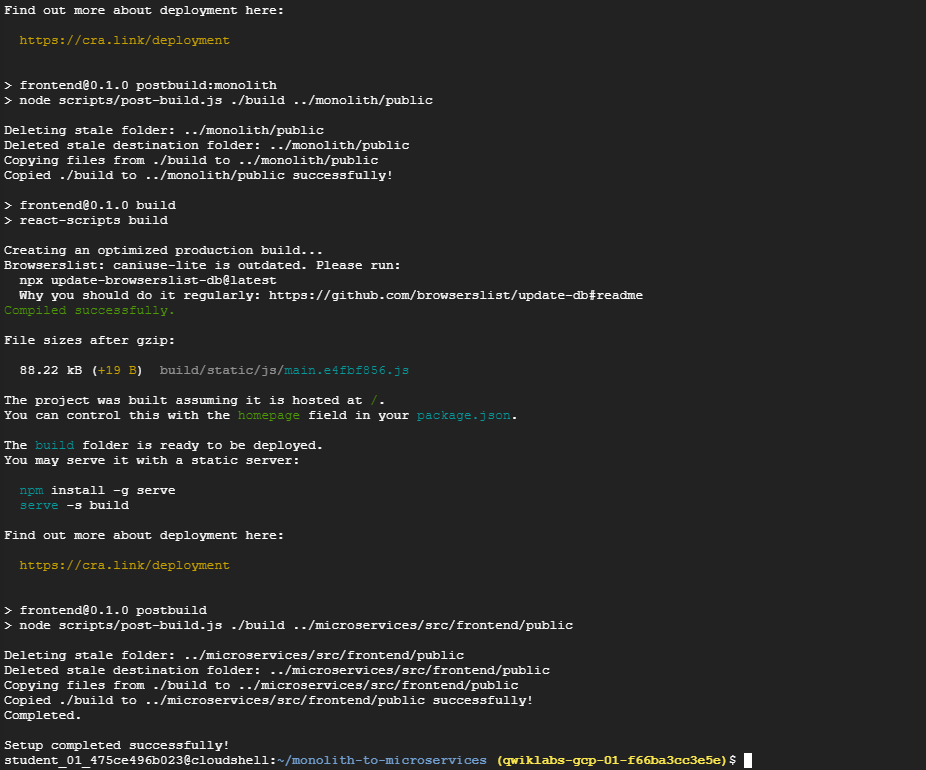 Find out more about deployment here:
https://cra.link/deployment
> frontend@0.1.0 postbuild:monolith
> node scripts/post-build.js ./build ../monolith/public
Deleting stale folder: ../monolith/public
Deleted stale destination folder: ../monolith/public
Copying files from ./build to ../monolith/public
Copied ./build to ../monolith/public successfully!
> frontend@0.1.0 build
> react-scripts build
Creating an optimized production build...
Browserslist: caniuse-lite is outdated. Please run:
npx update-browserslist-db@latest
Why you should do it regularly: https://github.com/browserslist/update-db#readme
Compiled successfully.
File sizes after gzip:
88.22 kB (+19 B)  build/static/js/main.e4fbf856.js
The project was built assuming it is hosted at /.
You can control this with the homepage field in your package.json.
The build folder is ready to be deployed.
You may serve it with a static server:
npm install -g serve
serve -s build
Find out more about deployment here:
https://cra.link/deployment
> frontend@0.1.0 postbuild
> node scripts/post-build.js ./build ../microservices/src/frontend/public
Deleting stale folder: ../microservices/src/frontend/public
Deleted stale destination folder: ../microservices/src/frontend/public
Copying files from ./build to ../microservices/src/frontend/public
Copied ./build to ../microservices/src/frontend/public successfully!
Completed.
Setup completed successfully!
student_01_475ce496b023@cloudshell:~/monolith-to-microservices (qwiklabs-gcp-01-f66ba3cc3e5e)$